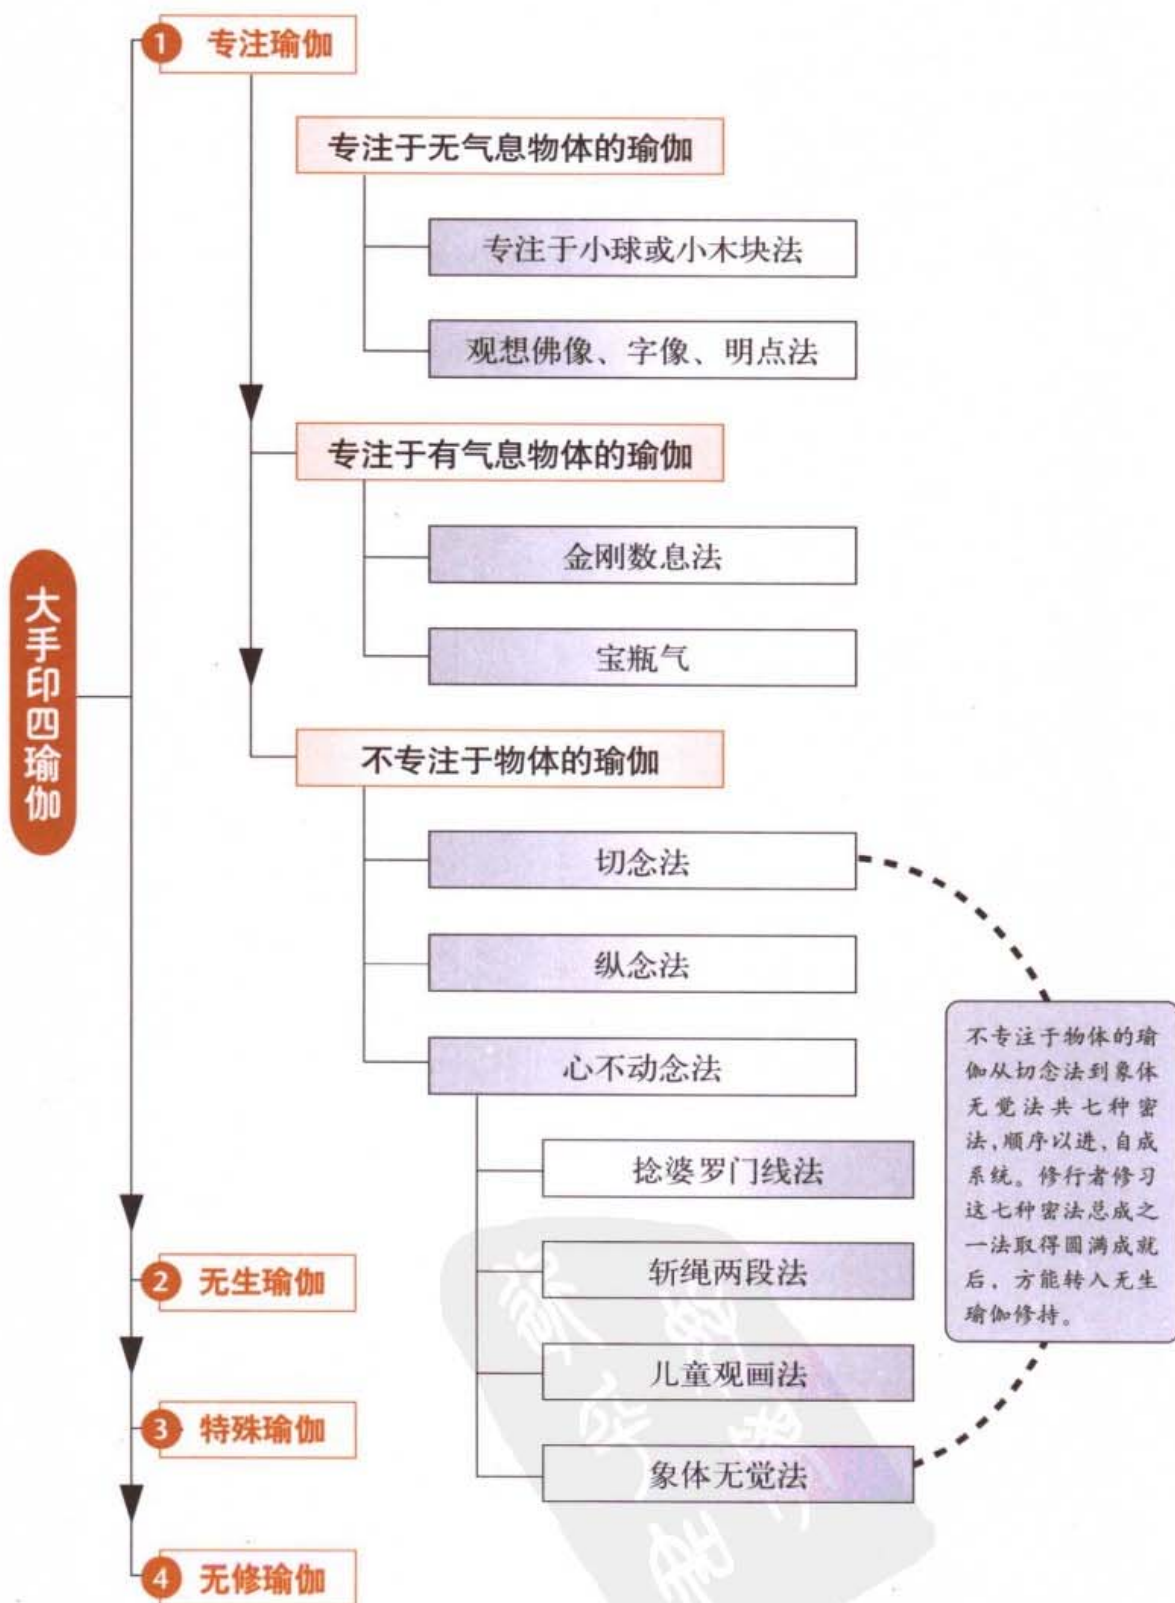 大手印四瑜伽
1 专注瑜伽
专注于无气息物体的瑜伽
专注于小球或小木块法
观想佛像、字像、明点法
专注于有气息物体的瑜伽
金刚数息法
宝瓶气
不专注于物体的瑜伽
切念法
纵念法
心不动念法
捻婆罗门线法
斩绳两段法
儿童观画法
象体无觉法
不专注于物体的瑜
伽从切念法到象体
无觉法共七种密
法,顺序以进、自成
系统。修行者修习
这七种密法总成之
一法取得圆满成就
后，方能转入无生
瑜伽修持。
2 无生瑜伽
3 特殊瑜伽
4 无修瑜伽